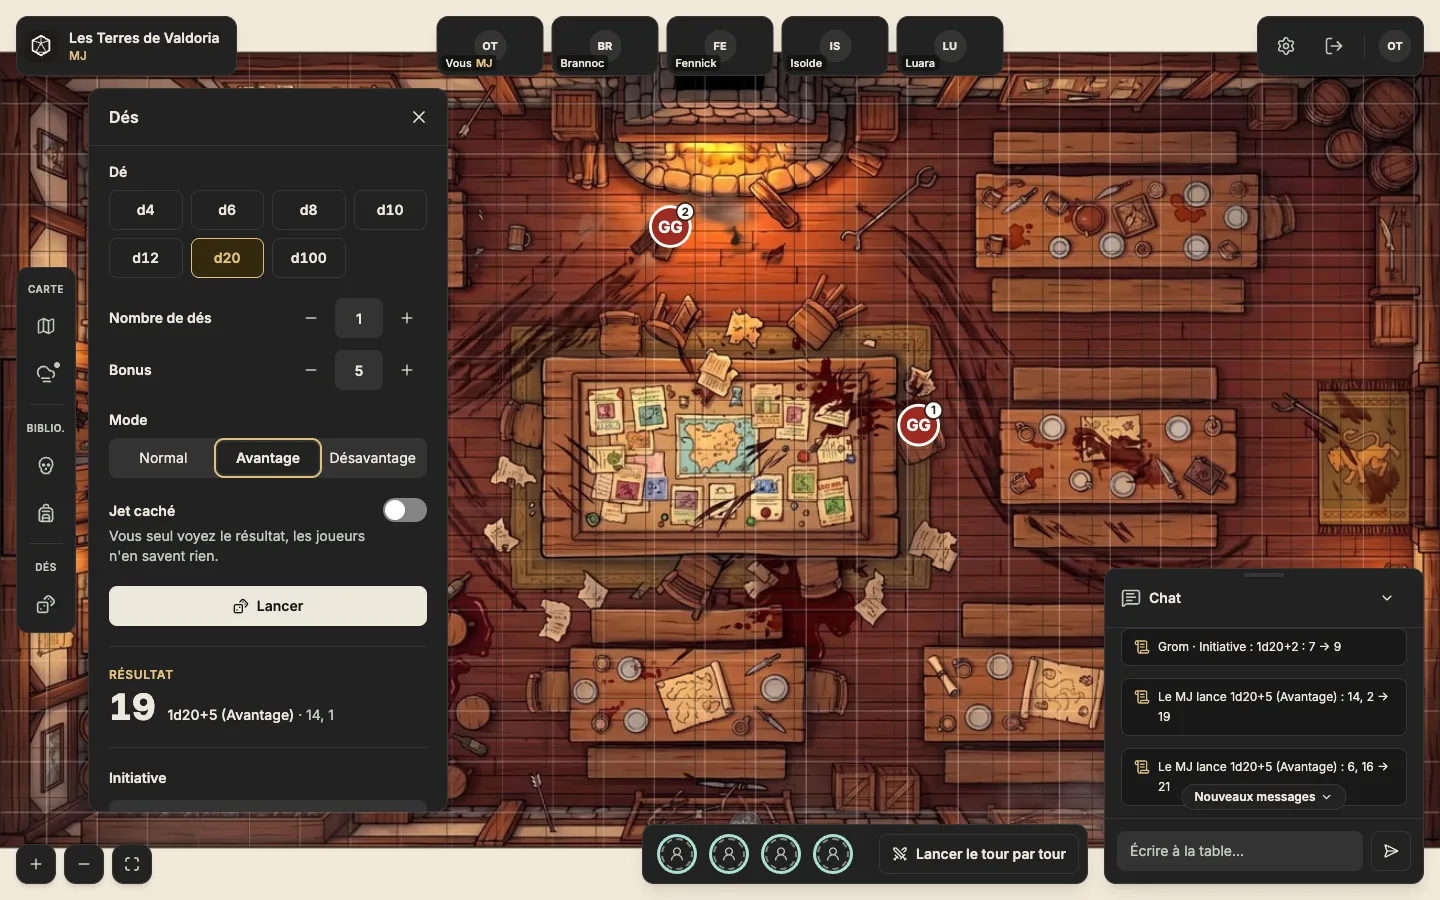 Les Terres de Valdoria
MJ
OT
Vous MJ
BR
Brannoc
FE
Fennick
IS
Isolde
LU
Luara
OT
Dés
Dé
d4
d6
d8
d10
d12
d20
d100
Nombre de dés
1
Bonus
5
Mode
Normal
Avantage
Désavantage
Jet caché
Vous seul voyez le résultat, les joueurs
n'en savent rien.
Lancer
RÉSULTAT
19
1d20+5 (Avantage) · 14, 1
Initiative
CARTE
BIBLIO.
DÉS
GG
2
GG
1
Chat
Grom · Initiative : 1d20+2 : 7 → 9
Le MJ lance 1d20+5 (Avantage) : 14, 2 →
19
Le MJ lance 1d20+5 (Avantage) : 6, 16 →
21
Nouveaux messages
Écrire à la table...
Lancer le tour par tour